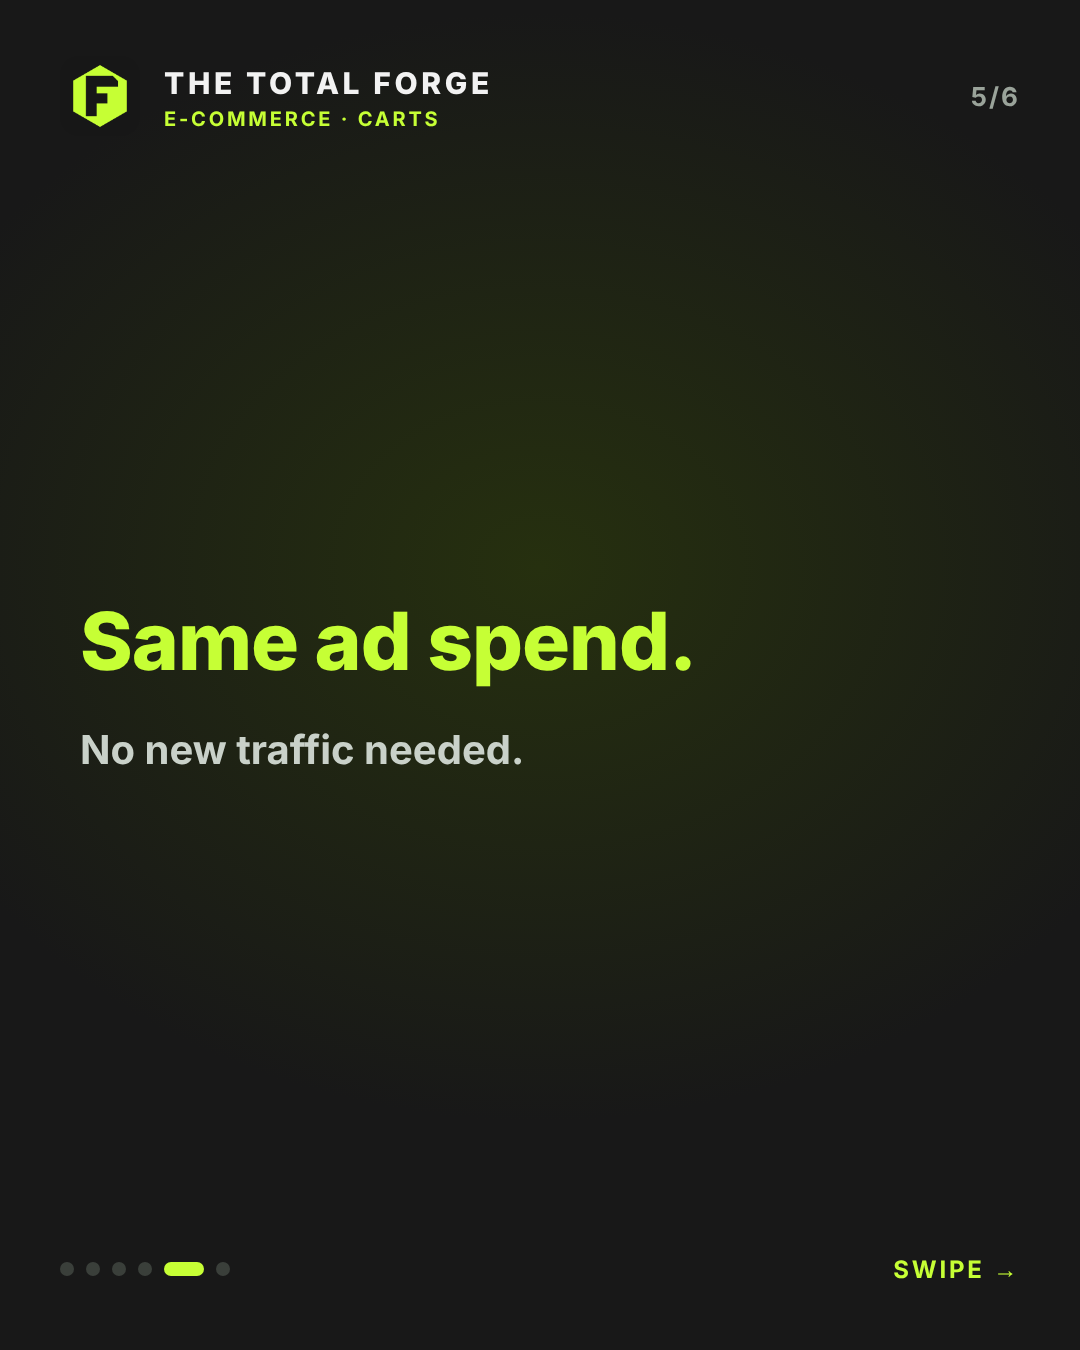 THE TOTAL FORGE
E-COMMERCE · CARTS
5/6
Same ad spend.
No new traffic needed.
SWIPE →